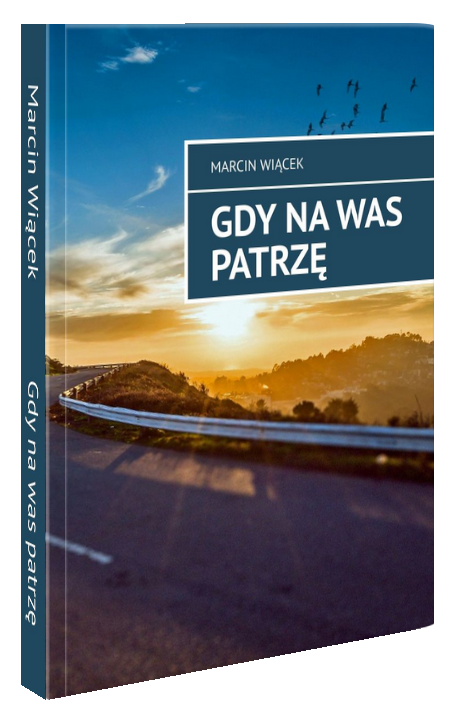 MARCIN WIĄCEK
GDY NA WAS
PATRZĘ
Marcin Wiącek
Gdy na was patrzę